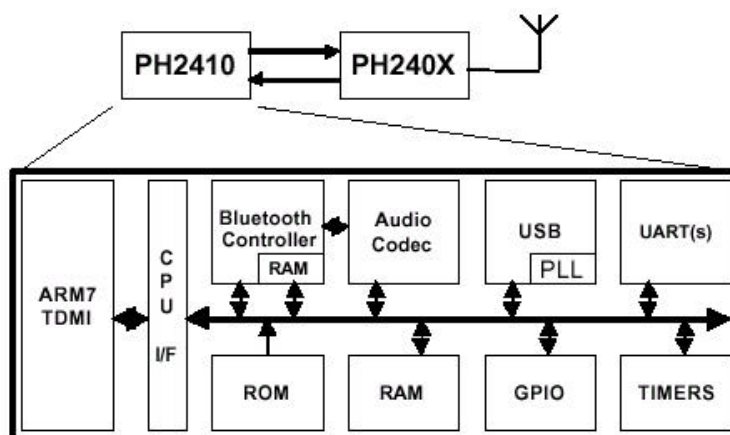 PH2410
PH240X
ARM7
TDMI
C
P
U
I/F
Bluetooth
Controller
RAM
Audio
Codec
USB
PLL
UART(s)
ROM
RAM
GPIO
TIMERS